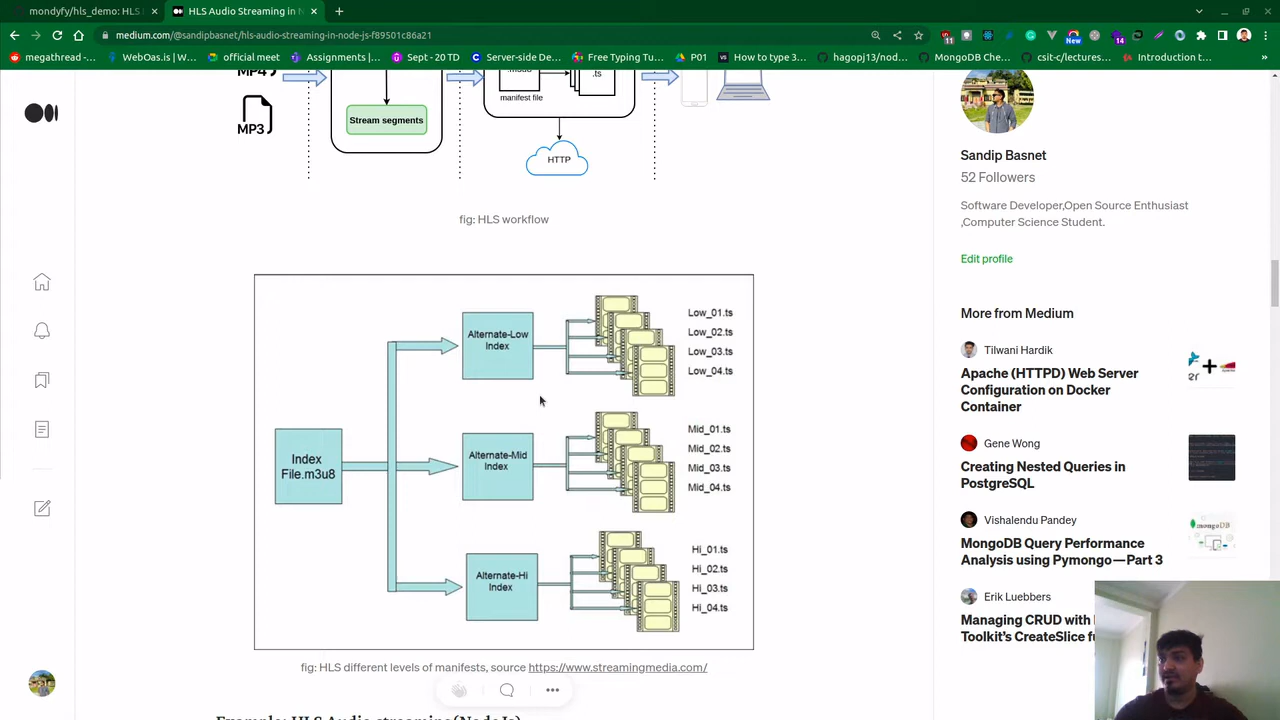 mondyfy/hls_demo: HLS
HLS Audio Streaming in N
medium.com/@sandipbasnet/hls-audio-streaming-in-node-js-f89501c86a21
megathread -...
WebOas.is | W...
official meet
Assignments |...
Sept - 20 TD
Server-side De...
Free Typing Tu...
P01
How to type 3...
hagopj13/nod...
MongoDB Che...
csit-c/lectures...
Introduction t...
MP4
MP3
Stream segments
.ts
manifest file
HTTP
fig: HLS workflow
Index
File.m3u8
Alternate-Low
Index
Low_01.ts
Low_02.ts
Low_03.ts
Low_04.ts
Alternate-Mid
Index
Mid_01.ts
Mid_02.ts
Mid_03.ts
Mid_04.ts
Alternate-Hi
Index
Hi_01.ts
Hi_02.ts
Hi_03.ts
Hi_04.ts
fig: HLS different levels of manifests, source https://www.streamingmedia.com/
Example: HLS Audio streaming(NodeJs)
Sandip Basnet
52 Followers
Software Developer,Open Source Enthusiast
,Computer Science Student.
Edit profile
More from Medium
Tilwani Hardik
Apache (HTTPD) Web Server
Configuration on Docker
Container
Gene Wong
Creating Nested Queries in
PostgreSQL
Vishalendu Pandey
MongoDB Query Performance
Analysis using Pymongo — Part 3
Erik Luebbers
Managing CRUD with
Toolkit's CreateSlice f